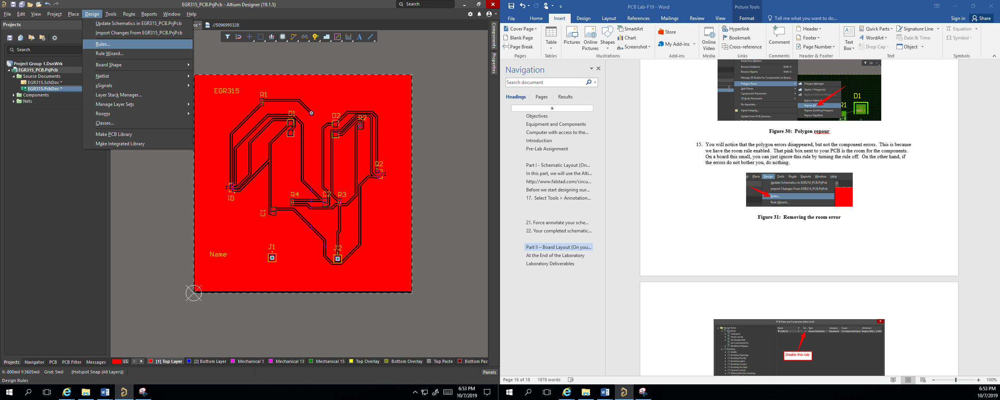 EGR315_PCB.PrjPcb - Altium Designer (19.1.5)
Search
File Edit View Project Place Design Tools Route Reports Window Help
Projects
Search
Project Group 1.DsnWrk
EGR315_PCB.PrjPcb
Source Documents
EGR315.SchDoc *
EGR315.PcbDoc *
Components
Nets
Update Schematics in EGR315_PCB.PrjPcb
Import Changes From EGR315_PCB.PrjPcb
Rules...
Rule Wizard...
Board Shape
Netlist
xSignals
Layer Stack Manager...
Manage Layer Sets
Rooms
Classes...
Make PCB Library
Make Integrated Library
oc *
//5096995328
Components
Properties
EGR315
R1
D1
D2
R2
Q2
Q1
R4
C2
R3
C1
J1
J2
Name
Projects Navigator PCB PCB Filter Messages
LS
[1] Top Layer
[2] Bottom Layer
Mechanical 1
Mechanical 13
Mechanical 15
Top Overlay
Bottom Overlay
Top Paste
Bottom Pas
X:-800mil Y:3605mil Grid: 5mil (Hotspot Snap (All Layers))
Panels
Design Rules
6:53 PM
10/7/2019
PCB Lab-F19 - Word
Picture Tools
File Home Insert Design Layout References Mailings Review View Format
Tell me what you want to do...
Sign in
Share
Cover Page
Blank Page
Page Break
Pages
Table
Tables
Pictures
Online Pictures
Shapes
SmartArt
Chart
Screenshot
Illustrations
Store
My Add-ins
Add-ins
Online Video
Media
Hyperlink
Bookmark
Cross-reference
Links
Comment
Comments
Header
Footer
Page Number
Header & Footer
Text Box
Quick Parts
WordArt
Drop Cap
Signature Line
Date & Time
Object
Text
Equation
Symbol
Symbols
Navigation
Search document
Headings Pages Results
Objectives
Equipment and Components
Computer with access to the...
Introduction
Pre-Lab Assignment
Part I - Schematic Layout (On...
In this part, we will use the Alti...
http://www.falstad.com/circu...
Before we start designing our...
17. Select Tools > Annotation...
21. Force annotate your sche...
22. Your completed schematic...
Part II – Board Layout (On you...
At the End of the Laboratory
Laboratory Deliverables
Reset Error Markers
Browse Violations Shift+V
Browse Objects Shift+X
Manage 3D Bodies for Components on Board...
Polygon Pours
Split Planes
Component Placement
3D Body Placement
Re-Annotate...
Signal Integrity...
Update From PCB Libraries...
Polygon Manager
Shelve 1 Polygon(s)
Repour Selected
Repour All
Repour Violating Polygons
Repour Modified
D1
R1
Figure 30: Polygon repour
15. You will notice that the polygon errors disappeared, but not the component errors. This is because
we have the room rule enabled. That pink box next to your PCB is the room for the components.
On a board this small, you can just ignore this rule by turning the rule off. On the other hand, if
the errors do not bother you, do nothing.
ct Place Design Tools Route Reports Window Help
Update Schematics in EGR214_PCB.PrjPcb
Import Changes From EGR214_PCB.PrjPcb
Rules...
Rule Wizard...
Figure 31: Removing the room error
PCB Rules and Constraints Editor [mil]
Design Rules
Electrical
Clearance
Short-Circuit
Un-Routed Net
Un-Connected Pin
Modified Polygon
Routing
Width
Routing Topology
Routing Priority
Routing Layers
Routing Corners
Routing Via Style
Fanout Control
Differential Pairs Routing
Name P En... Type Category Scope Attributes
EGR214 1 Room Definition Placement InComponentClass(
Disable this rule
Page 16 of 18
1878 words
100%
6:53 PM
10/7/2019